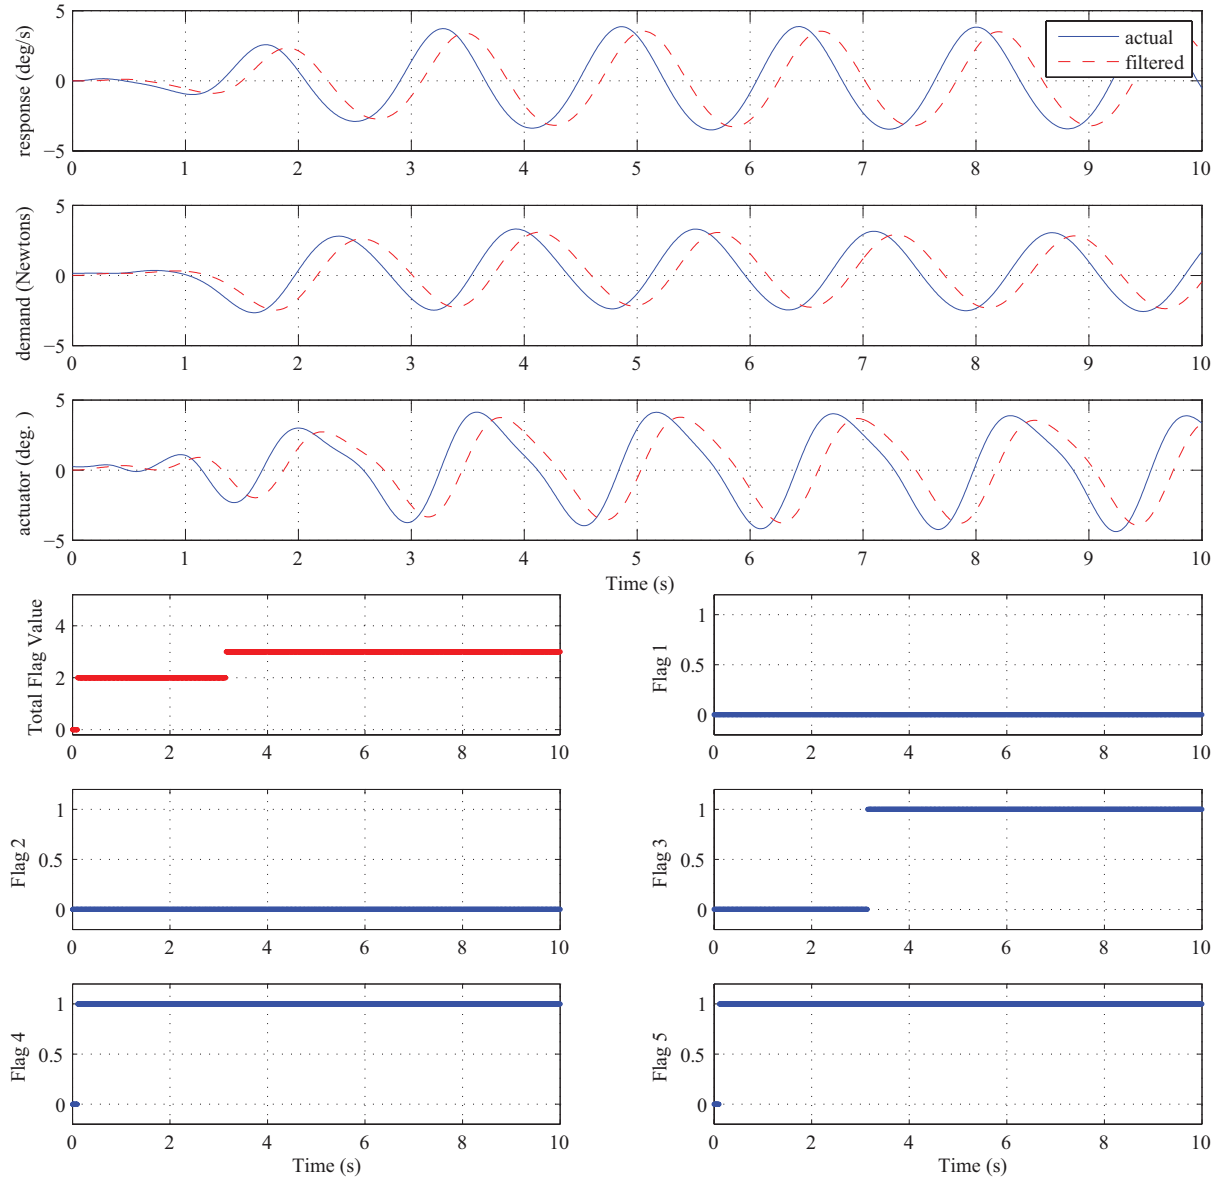 5
0
−5
response (deg/s)
actual
filtered
0 1 2 3 4 5 6 7 8 9 10
5
0
−5
demand (Newtons)
0 1 2 3 4 5 6 7 8 9 10
5
0
−5
actuator (deg. )
0 1 2 3 4 5 6 7 8 9 10
Time (s)
4
2
0
Total Flag Value
0 2 4 6 8 10
1
0.5
0
Flag 1
0 2 4 6 8 10
1
0.5
0
Flag 2
0 2 4 6 8 10
1
0.5
0
Flag 3
0 2 4 6 8 10
1
0.5
0
Flag 4
0 2 4 6 8 10
Time (s)
1
0.5
0
Flag 5
0 2 4 6 8 10
Time (s)